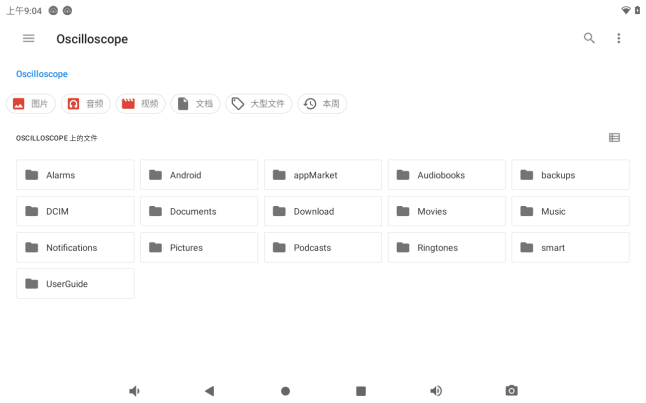 上午9:04
Oscilloscope
Oscilloscope
图片 音频 视频 文档 大型文件 本周
OSCILLOSCOPE 上的文件
Alarms Android appMarket Audiobooks backups
DCIM Documents Download Movies Music
Notifications Pictures Podcasts Ringtones smart
UserGuide